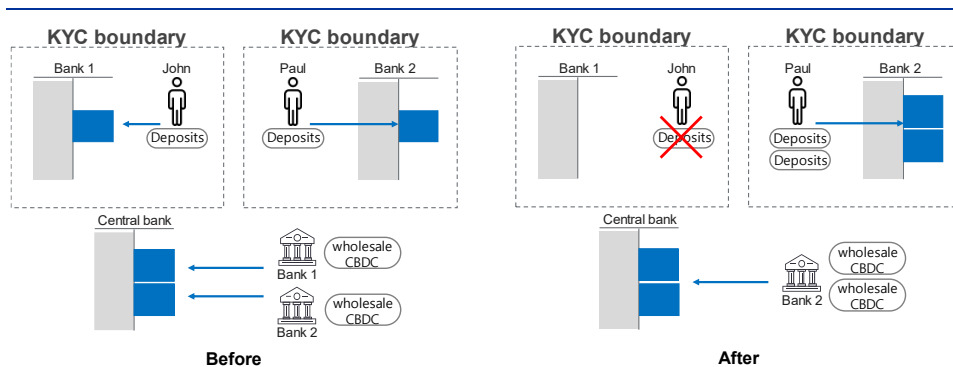 KYC boundary
Bank 1
John
Deposits
KYC boundary
Paul
Bank 2
Deposits
Central bank
Bank 1
wholesale
CBDC
Bank 2
wholesale
CBDC
Before
KYC boundary
Bank 1
John
Deposits
KYC boundary
Paul
Bank 2
Deposits
Deposits
Central bank
Bank 2
wholesale
CBDC
wholesale
CBDC
After